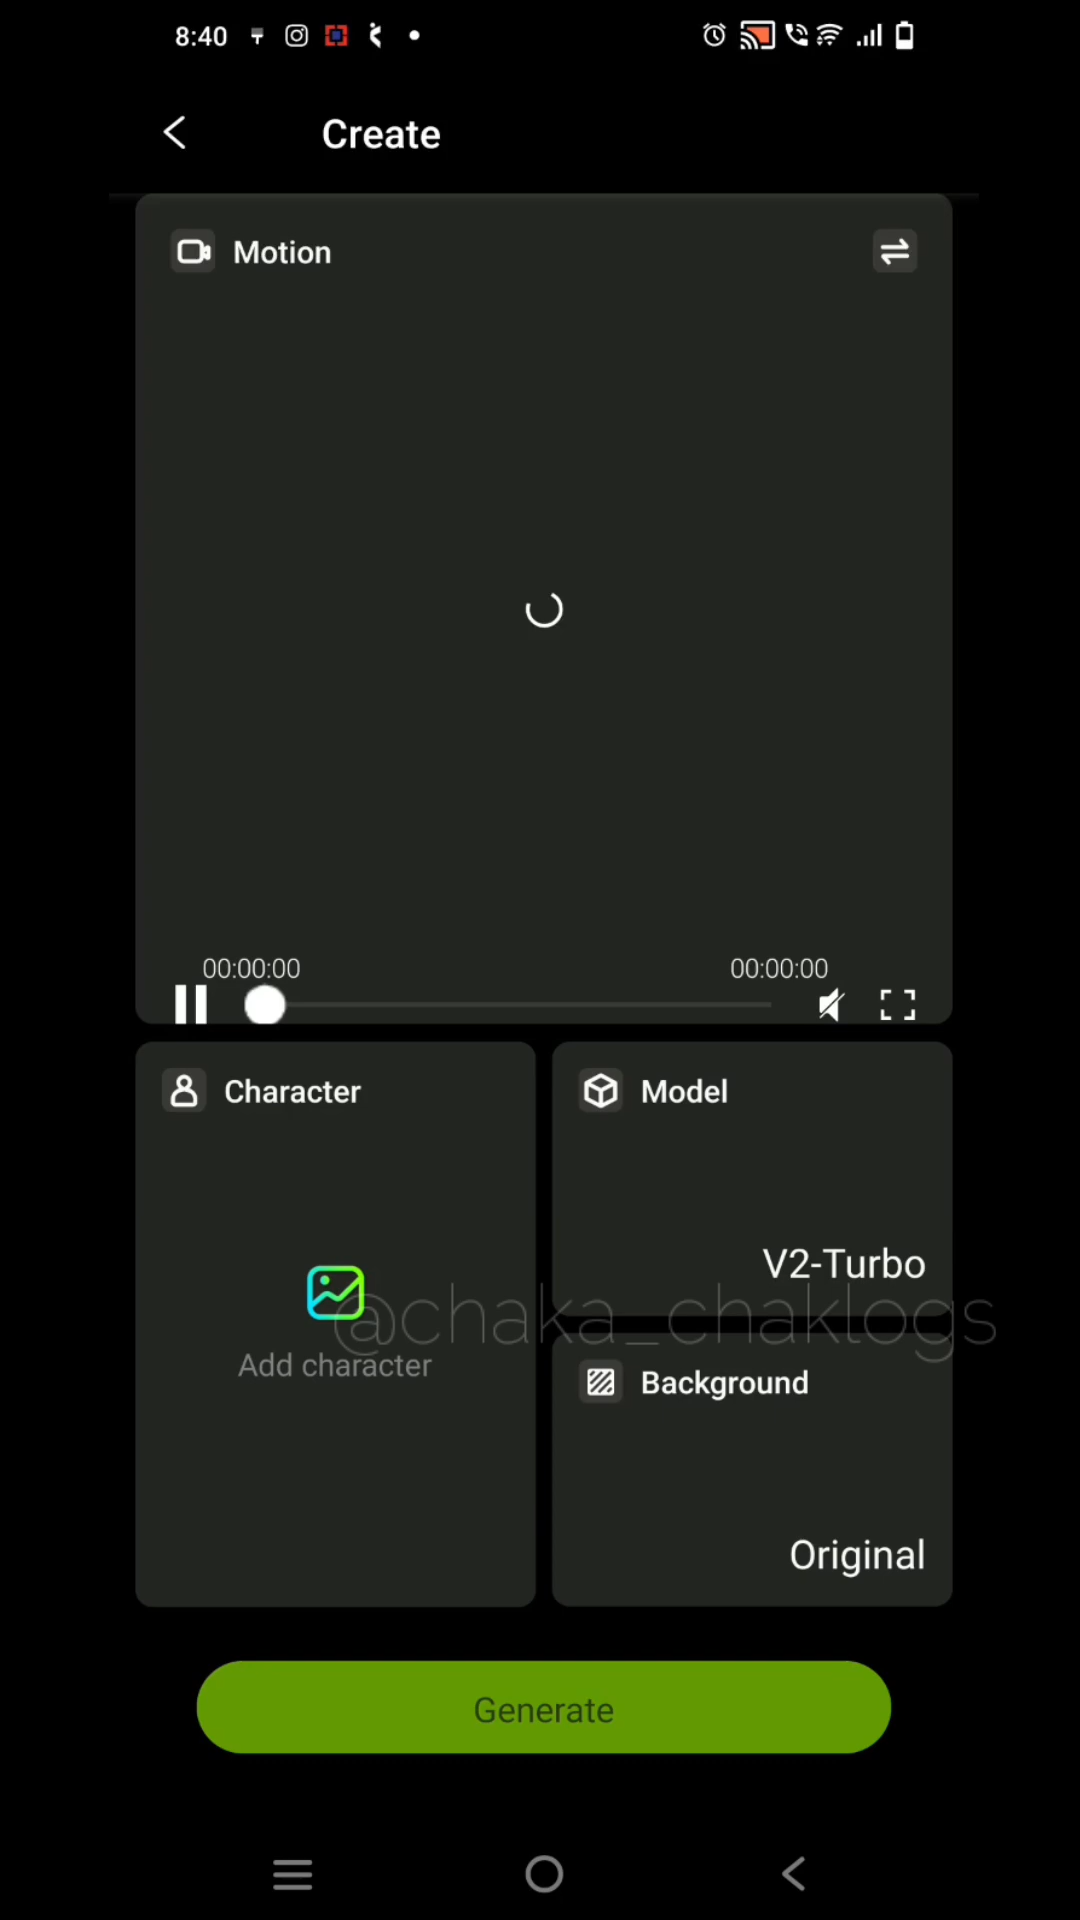 8:40
Create
Motion
00:00:00 00:00:00
Character
Model
V2-Turbo
@chaka_chaklogs
Add character
Background
Original
Generate